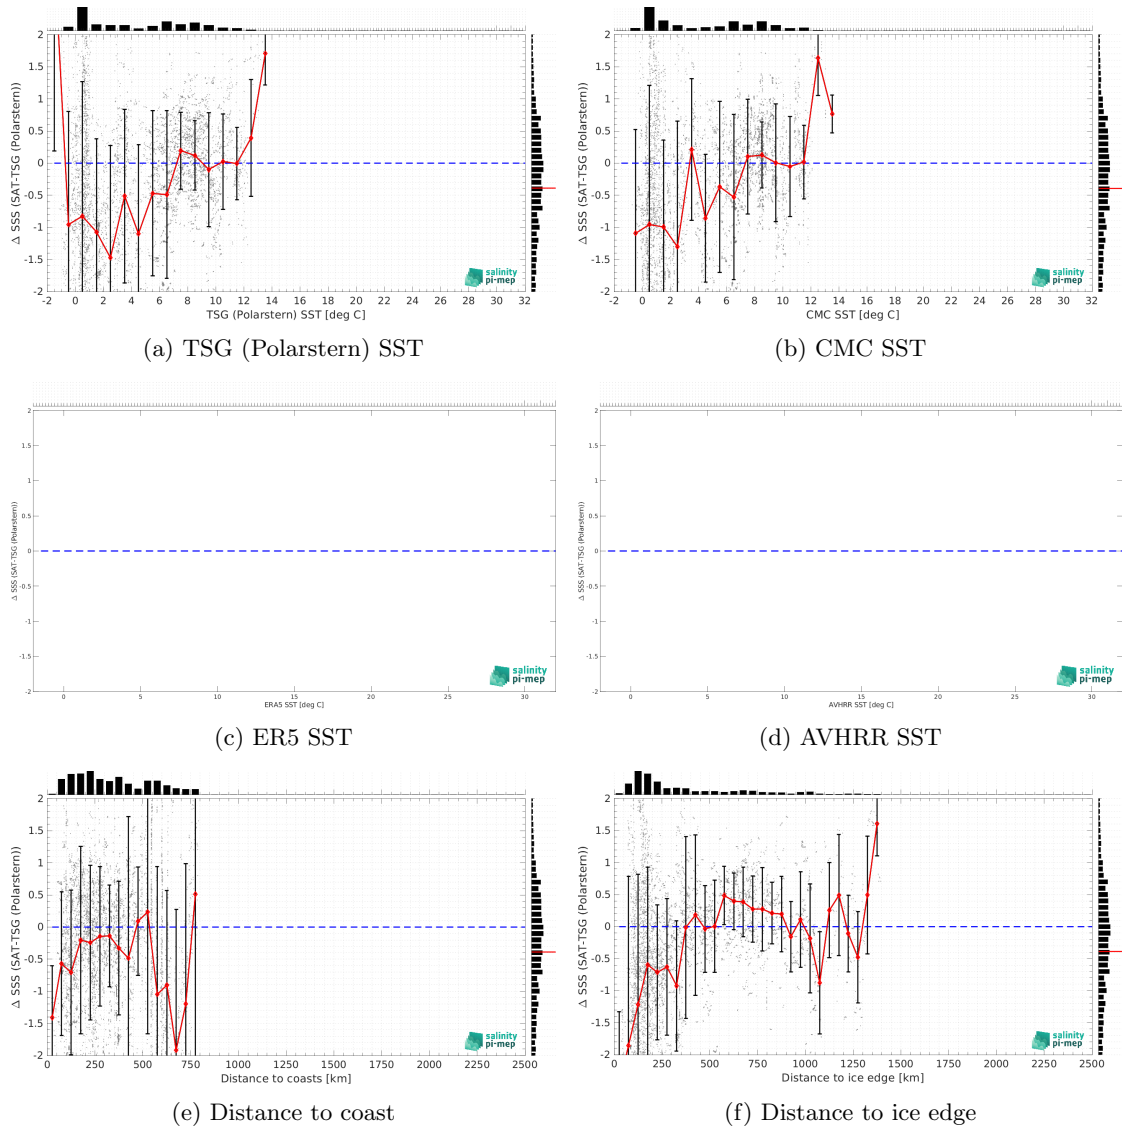 2
1.5
1
0.5
0
-0.5
-1
-1.5
-2
Δ SSS (SAT-TSG (Polarstern))
-2 0 2 4 6 8 10 12 14 16 18 20 22 24 26 28 30 32
TSG (Polarstern) SST [deg C]
salinity
pi-mep
(a) TSG (Polarstern) SST
2
1.5
1
0.5
0
-0.5
-1
-1.5
-2
Δ SSS (SAT-TSG (Polarstern))
-2 0 2 4 6 8 10 12 14 16 18 20 22 24 26 28 30 32
CMC SST [deg C]
salinity
pi-mep
(b) CMC SST
2
1.5
1
0.5
0
-0.5
-1
-1.5
-2
Δ SSS (SAT-TSG (Polarstern))
0 5 10 15 20 25 30
ERA5 SST [deg C]
salinity
pi-mep
(c) ER5 SST
2
1.5
1
0.5
0
-0.5
-1
-1.5
-2
Δ SSS (SAT-TSG (Polarstern))
0 5 10 15 20 25 30
AVHRR SST [deg C]
salinity
pi-mep
(d) AVHRR SST
2
1.5
1
0.5
0
-0.5
-1
-1.5
-2
Δ SSS (SAT-TSG (Polarstern))
0 250 500 750 1000 1250 1500 1750 2000 2250 2500
Distance to coasts [km]
salinity
pi-mep
(e) Distance to coast
2
1.5
1
0.5
0
-0.5
-1
-1.5
-2
Δ SSS (SAT-TSG (Polarstern))
0 250 500 750 1000 1250 1500 1750 2000 2250 2500
Distance to ice edge [km]
salinity
pi-mep
(f) Distance to ice edge